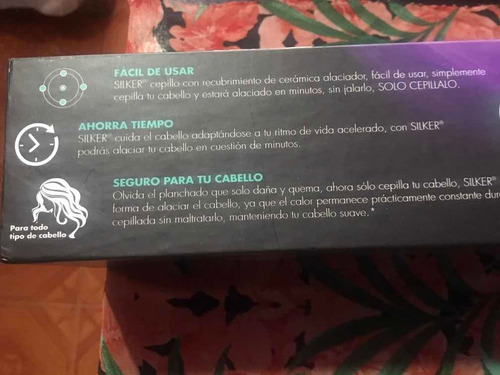 FÁCIL DE USAR
SILKER® cepillo con recubrimiento de cerámica alaciador, fácil de usar, simplemente
cepilla tu cabello y estará alaciado en minutos, sin jalarlo, SOLO CEPILLALO.
AHORRA TIEMPO
SILKER® cuida el cabello adaptándose a tu ritmo de vida acelerado, con SILKER®
podrás alaciar tu cabello en cuestión de minutos.
SEGURO PARA TU CABELLO
Olvida el planchado que solo daña y quema, ahora sólo cepilla tu cabello, SILKER®
forma de alaciar el cabello, ya que el calor permanece prácticamente constante dur
cepillada sin maltratarlo, manteniendo tu cabello suave. *
Para todo
tipo de cabello